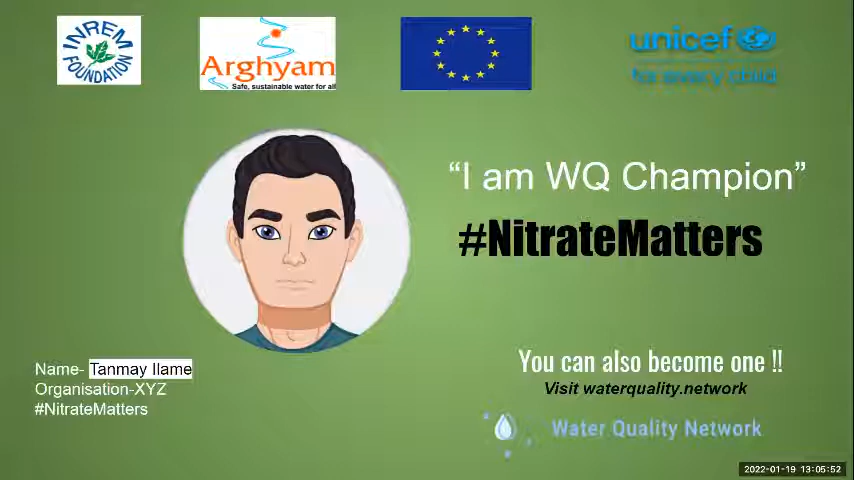 INREM FOUNDATION
Arghyam
Safe, sustainable water for all
unicef
for every child
“I am WQ Champion”
#NitrateMatters
Name- Tanmay Ilame
Organisation-XYZ
#NitrateMatters
You can also become one !!
Visit waterquality.network
Water Quality Network
2022-01-19 13:05:52